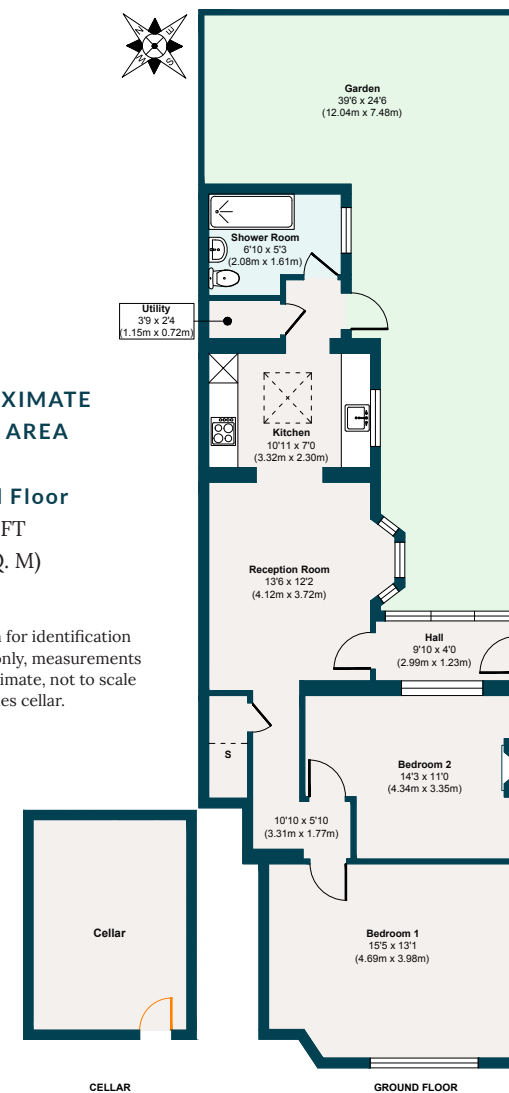 N
E
W
S
Garden
39'6 x 24'6
(12.04m x 7.48m)
Shower Room
6'10 x 5'3
(2.08m x 1.61m)
Utility
3'9 x 2'4
(1.15m x 0.72m)
Kitchen
10'11 x 7'0
(3.32m x 2.30m)
XIMATE
AREA
l Floor
FT
Q. M)
Reception Room
13'6 x 12'2
(4.12m x 3.72m)
n for identification
only, measurements
imate, not to scale
es cellar.
Hall
9'10 x 4'0
(2.99m x 1.23m)
S
Bedroom 2
14'3 x 11'0
(4.34m x 3.35m)
10'10 x 5'10
(3.31m x 1.77m)
Cellar
Bedroom 1
15'5 x 13'1
(4.69m x 3.98m)
CELLAR
GROUND FLOOR